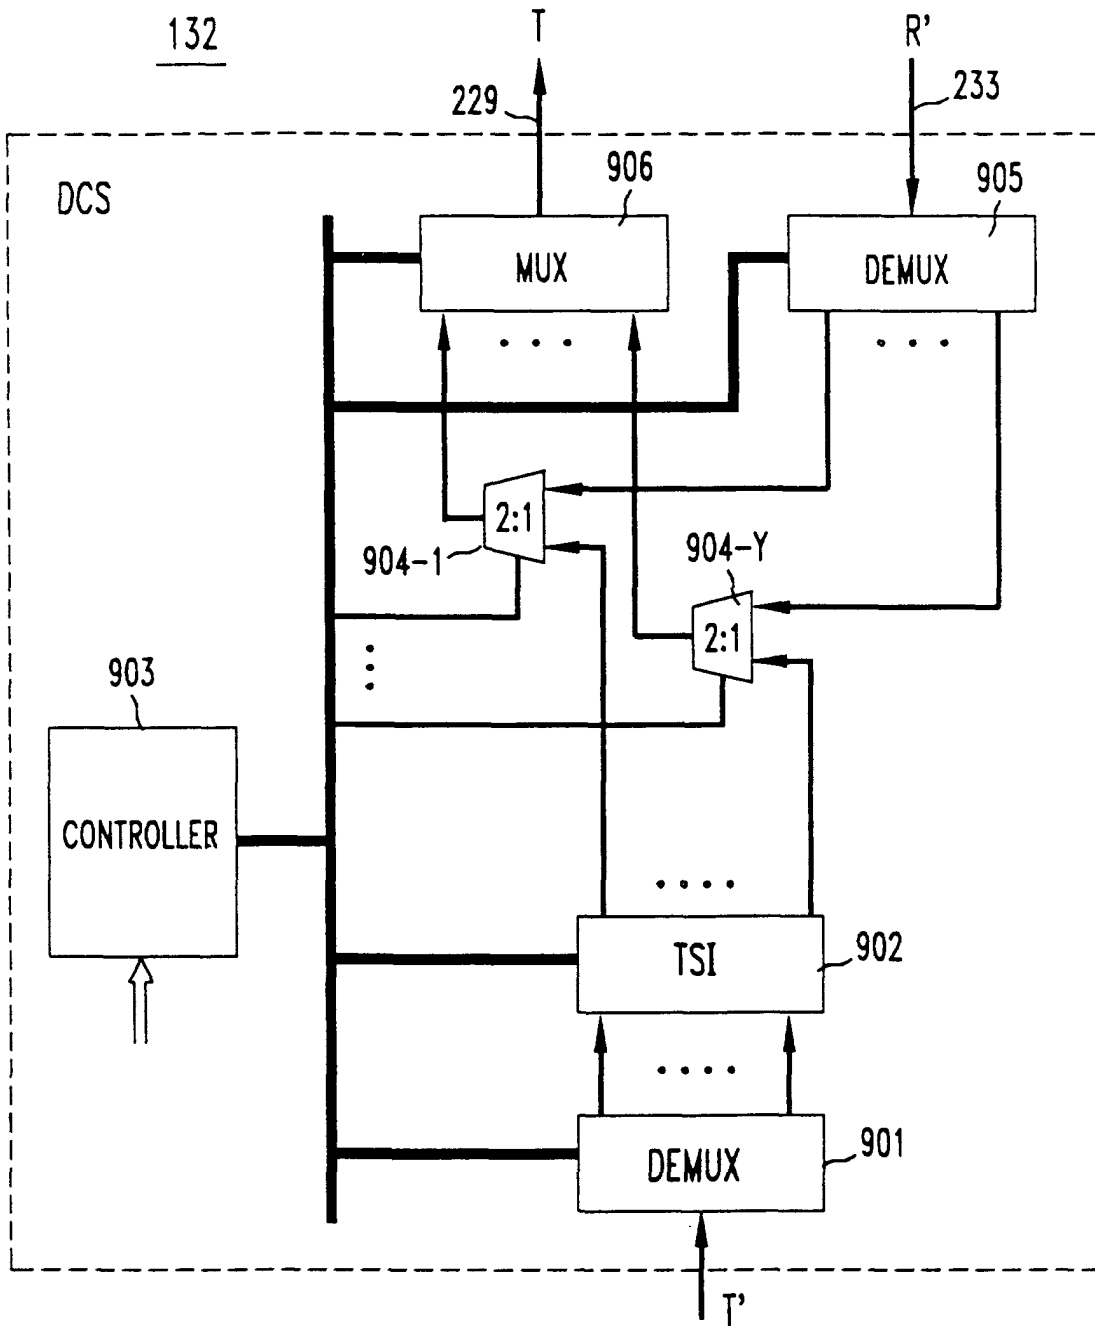 132
T
R'
229
233
DCS
906
905
MUX
DEMUX
2:1
904-1
904-Y
2:1
903
CONTROLLER
TSI
902
DEMUX
901
T'